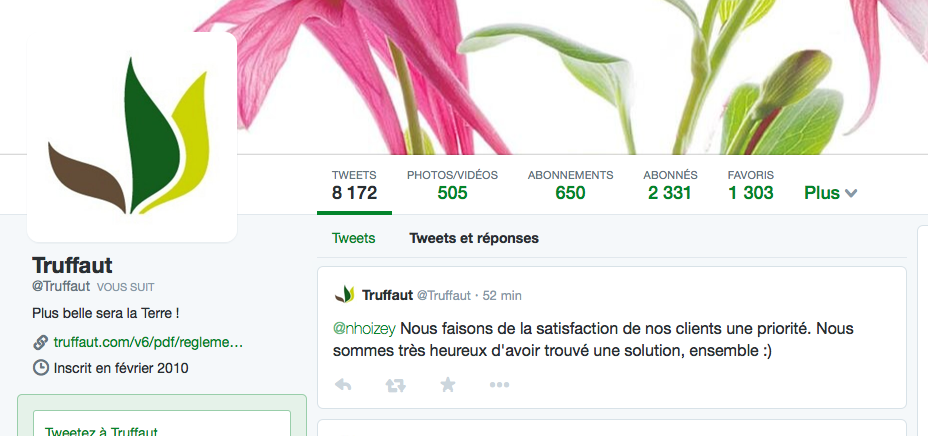 TWEETS PHOTOS/VIDÉOS ABONNEMENTS ABONNÉS FAVORIS
8 172 505 650 2 331 1 303 Plus
Tweets Tweets et réponses
Truffaut
@Truffaut VOUS SUIT
Plus belle sera la Terre !
truffaut.com/v6/pdf/regleme…
Inscrit en février 2010
Tweetez à Truffaut
Truffaut @Truffaut · 52 min
@nhoizey Nous faisons de la satisfaction de nos clients une priorité. Nous
sommes très heureux d'avoir trouvé une solution, ensemble :)